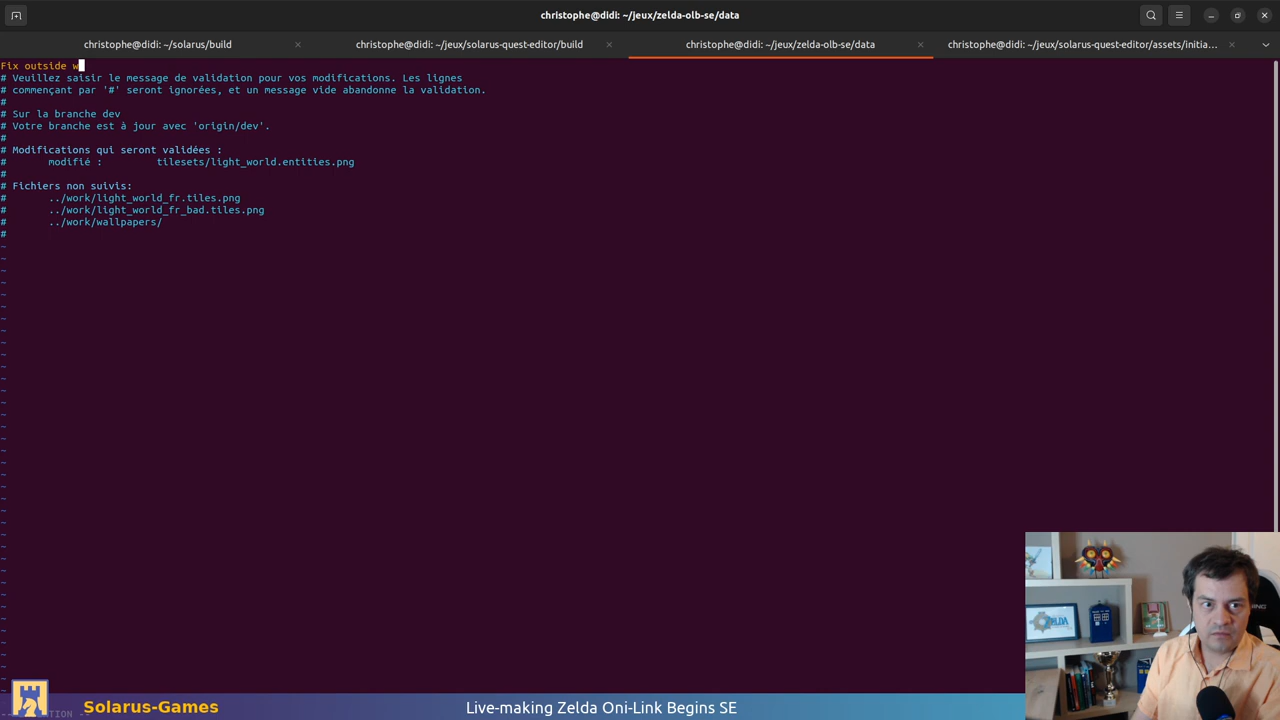 christophe@didi: ~/jeux/zelda-olb-se/data
christophe@didi: ~/solarus/build
christophe@didi: ~/jeux/solarus-quest-editor/build
christophe@didi: ~/jeux/zelda-olb-se/data
christophe@didi: ~/jeux/solarus-quest-editor/assets/initia…
Fix outside w
# Veuillez saisir le message de validation pour vos modifications. Les lignes
# commençant par '#' seront ignorées, et un message vide abandonne la validation.
#
# Sur la branche dev
# Votre branche est à jour avec 'origin/dev'.
#
# Modifications qui seront validées :
#       modifié :         tilesets/light_world.entities.png
#
# Fichiers non suivis:
#       ../work/light_world_fr.tiles.png
#       ../work/light_world_fr_bad.tiles.png
#       ../work/wallpapers/
#
Solarus-Games
Live-making Zelda Oni-Link Begins SE
ZELDA